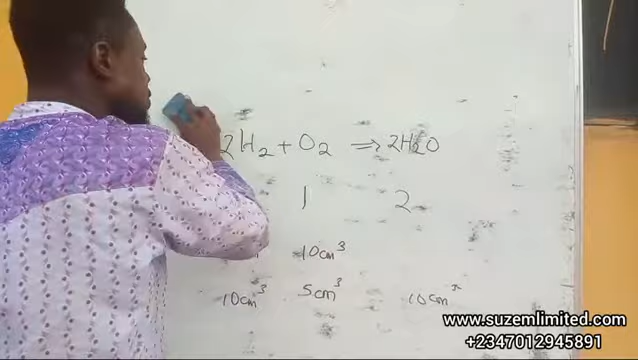 2H₂ + O₂ ⇒ 2H₂O
1 2
10cm³
10cm³ 5cm³ 10cm³
www.suzemlimited.com
+2347012945891